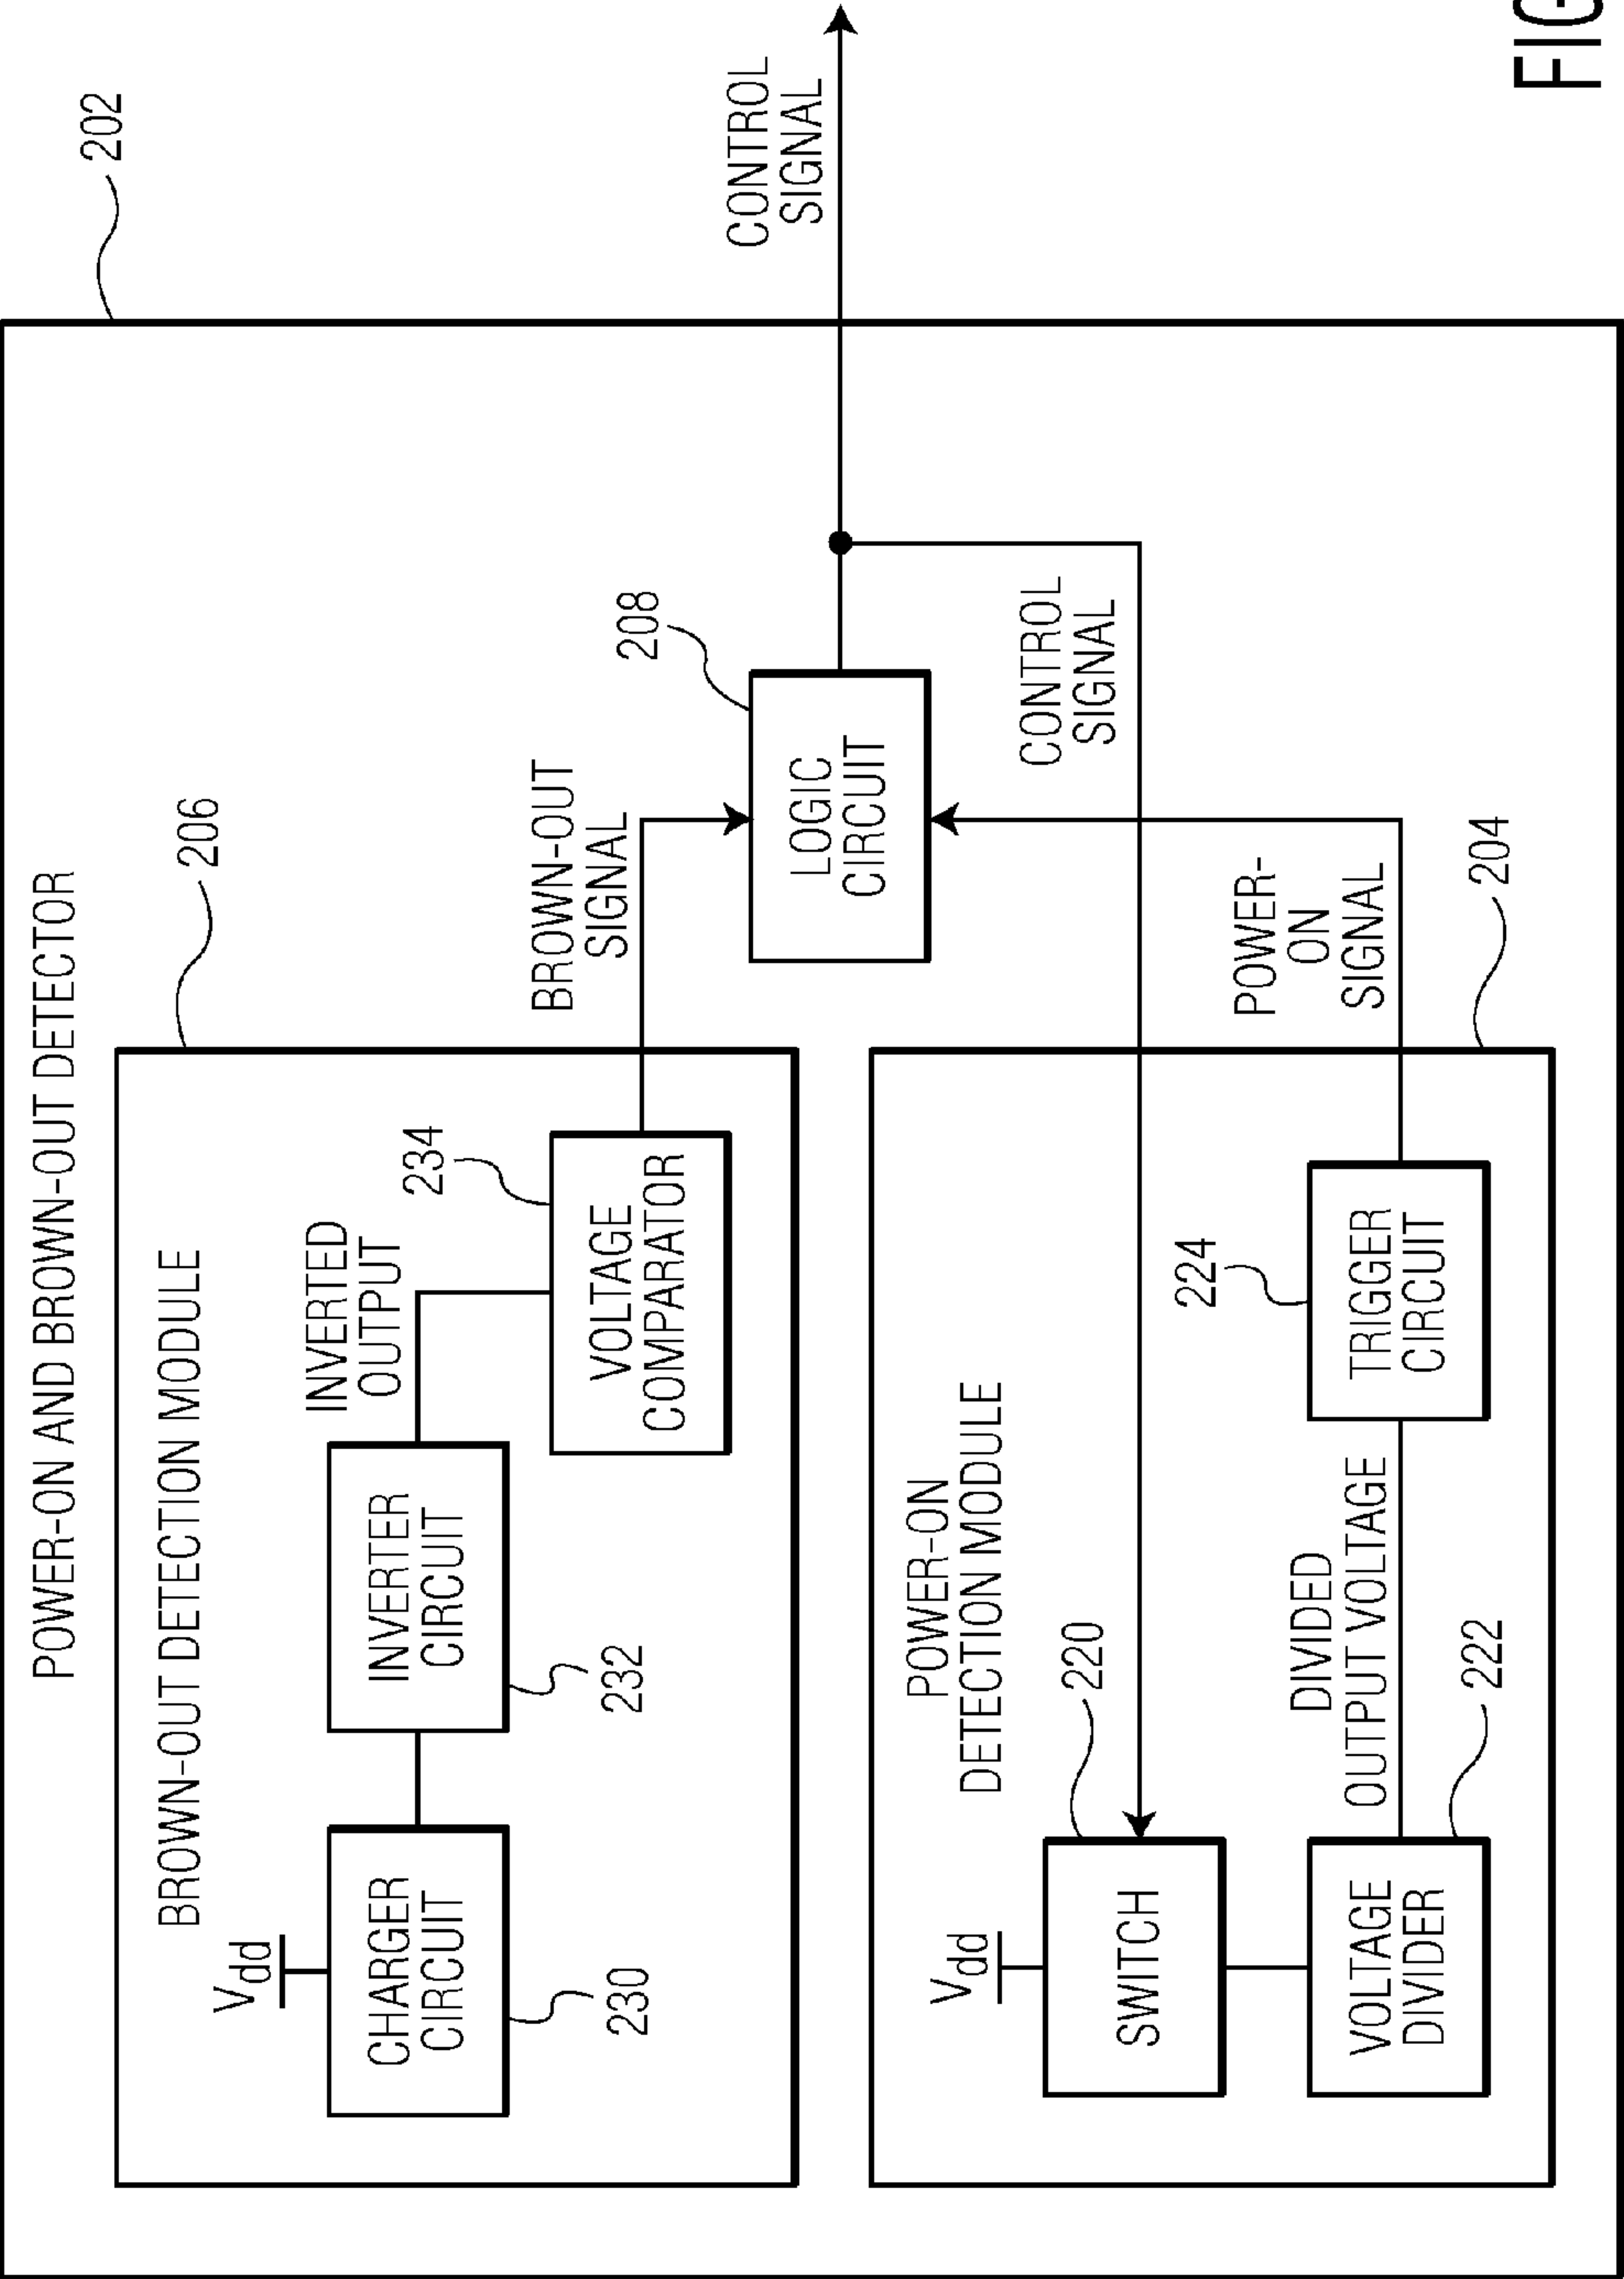 POWER-ON AND BROWN-OUT DETECTOR
202
BROWN-OUT DETECTION MODULE
206
Vdd
CHARGER
CIRCUIT
230
INVERTER
CIRCUIT
232
INVERTED
OUTPUT
234
VOLTAGE
COMPARATOR
BROWN-OUT
SIGNAL
208
LOGIC
CIRCUIT
CONTROL
SIGNAL
CONTROL
SIGNAL
POWER-ON
DETECTION MODULE
Vdd
SWITCH
220
VOLTAGE
DIVIDER
222
DIVIDED
OUTPUT VOLTAGE
224
TRIGGER
CIRCUIT
POWER-
ON
SIGNAL
204